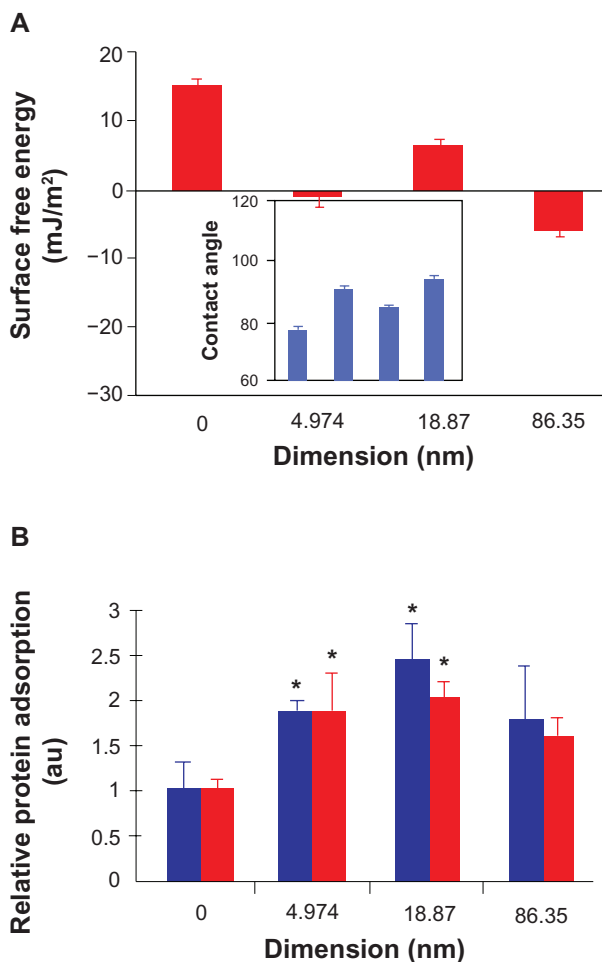 A
Surface free energy
(mJ/m²)
20
10
0
−10
−20
−30
Contact angle
120
100
80
60
0 4.974 18.87 86.35
Dimension (nm)
B
Relative protein adsorption
(au)
3
2.5
2
1.5
1
0.5
0
* * * *
0 4.974 18.87 86.35
Dimension (nm)